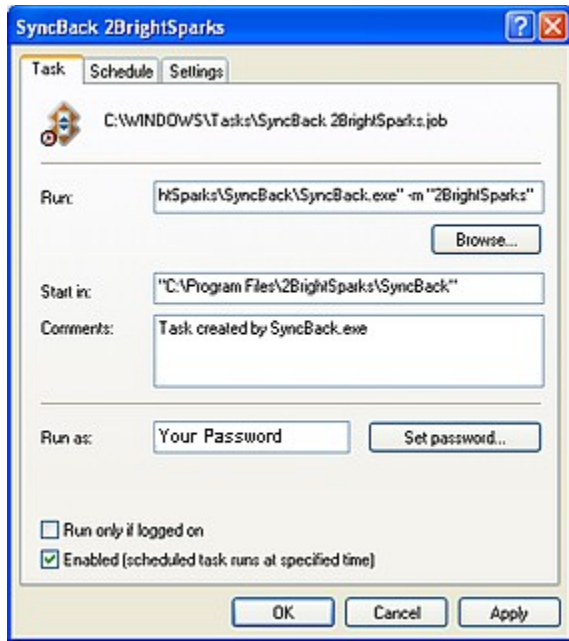 SyncBack 2BrightSparks
Task Schedule Settings
C:\WINDOWS\Tasks\SyncBack 2BrightSparks.job
Run: htSparks\SyncBack\SyncBack.exe" -m "2BrightSparks"
Browse...
Start in: "C:\Program Files\2BrightSparks\SyncBack"
Comments: Task created by SyncBack.exe
Run as: Your Password Set password...
Run only if logged on
Enabled (scheduled task runs at specified time)
OK Cancel Apply